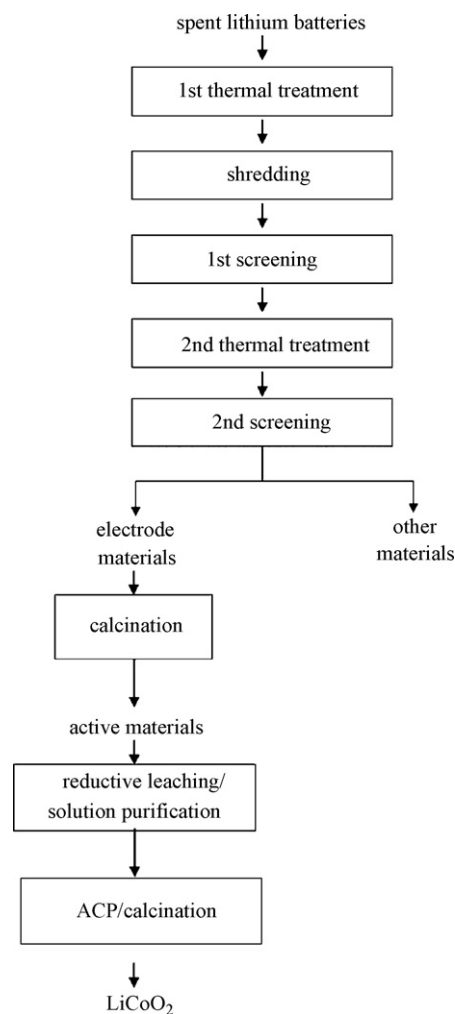 spent lithium batteries
1st thermal treatment
shredding
1st screening
2nd thermal treatment
2nd screening
electrode
materials
other
materials
calcination
active materials
reductive leaching/
solution purification
ACP/calcination
LiCoO₂